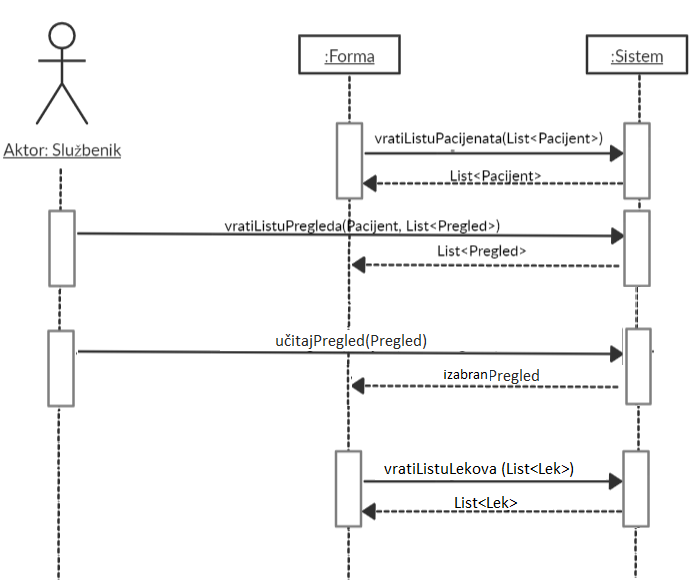 :Forma
:Sistem
Aktor: Službenik
vratiListuPacijenata(List<Pacijent>)
List<Pacijent>
vratiListuPregleda(Pacijent, List<Pregled>)
List<Pregled>
učitajPregled(Pregled)
izabranPregled
vratiListuLekova (List<Lek>)
List<Lek>